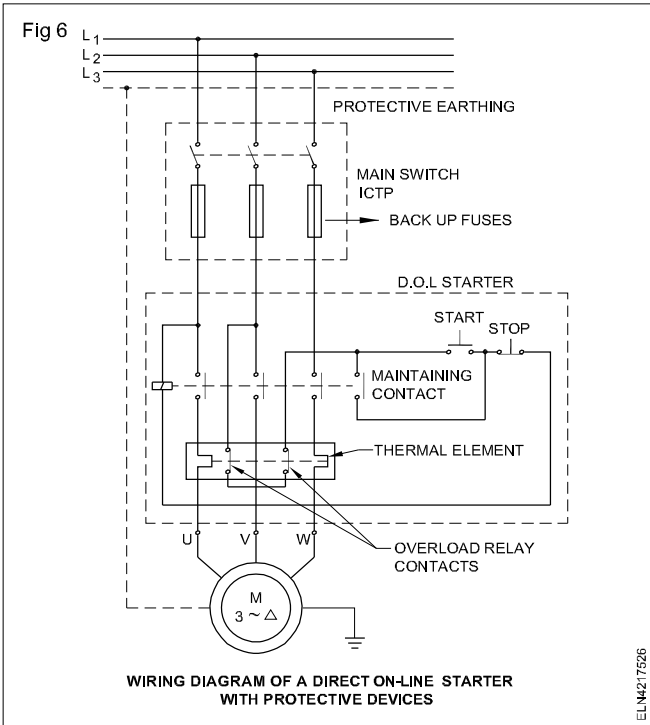 Fig 6
L1
L2
L3
PROTECTIVE EARTHING
MAIN SWITCH
ICTP
BACK UP FUSES
D.O.L STARTER
START
STOP
MAINTAINING
CONTACT
THERMAL ELEMENT
U
V
W
OVERLOAD RELAY
CONTACTS
M
3 ~ △
WIRING DIAGRAM OF A DIRECT ON-LINE STARTER
WITH PROTECTIVE DEVICES
ELN4217526